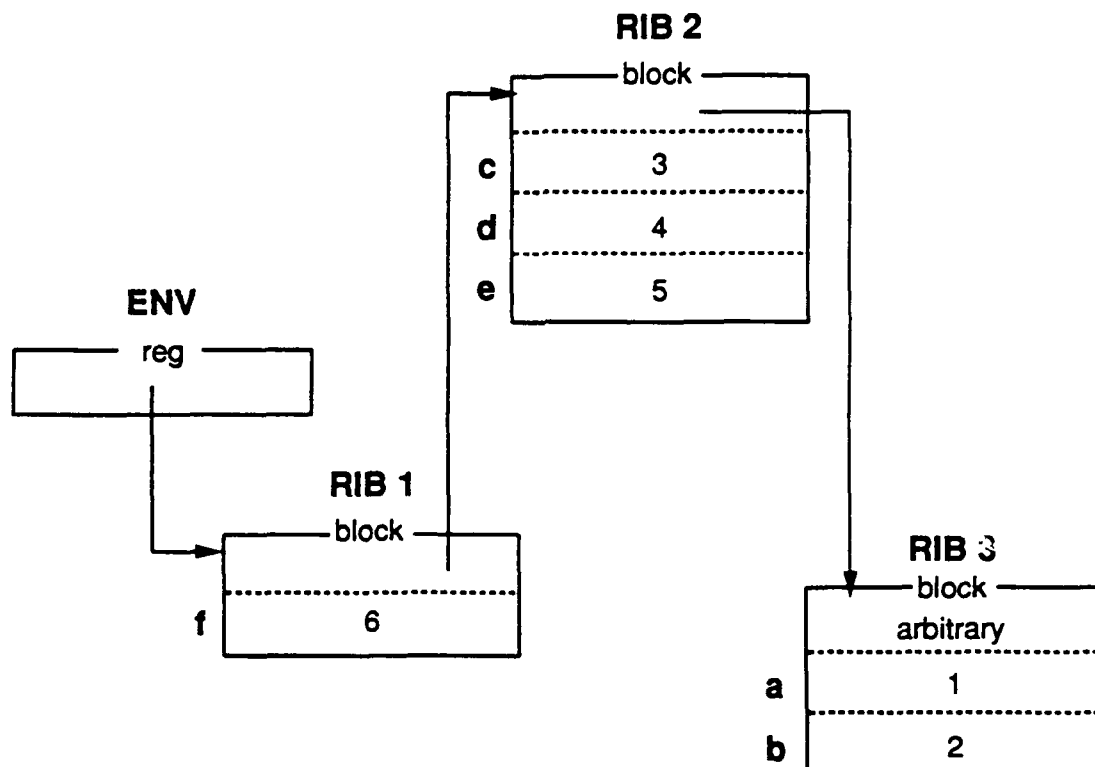 RIB 2
block
c 3
d 4
e 5
ENV
reg
RIB 1
block
f 6
RIB 3
block
arbitrary
a 1
b 2